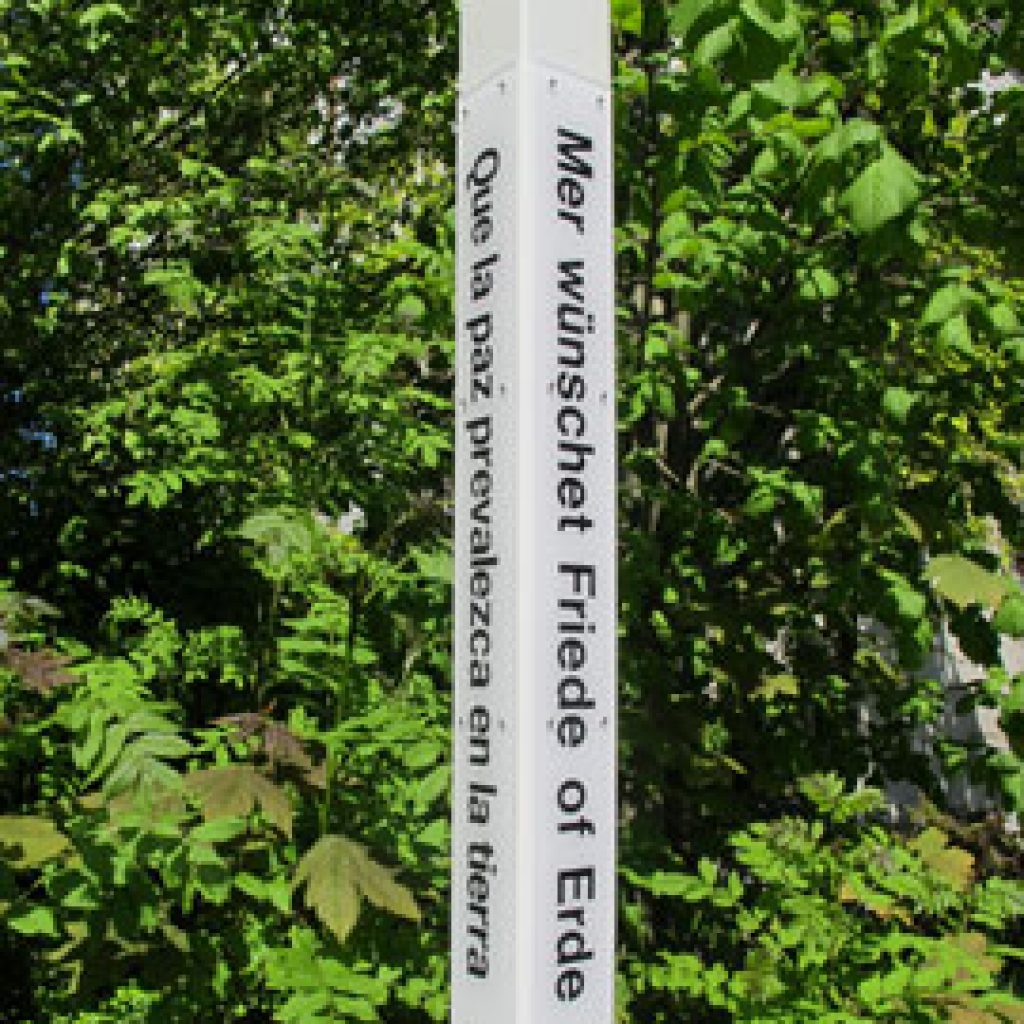 Que la paz prevalezca en la tierra
Mer wünschet Friede of Erde